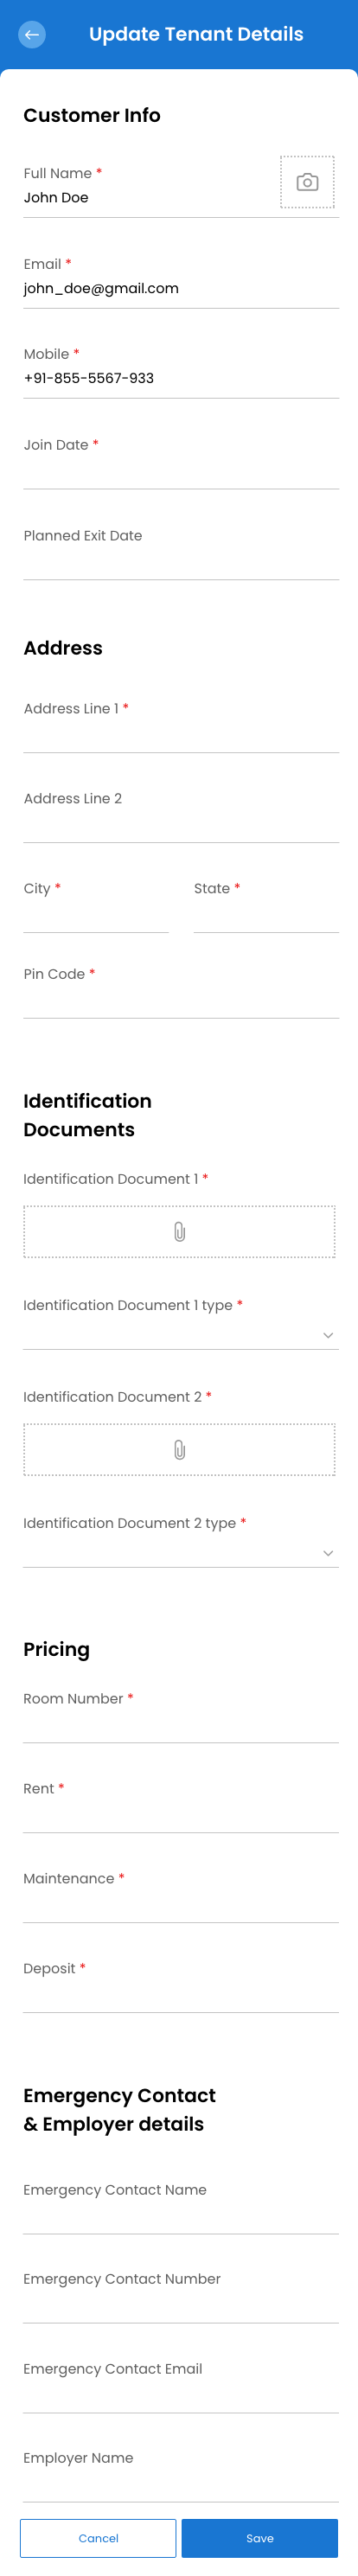 Update Tenant Details
Customer Info
Full Name *
John Doe
Email *
john_doe@gmail.com
Mobile *
+91-855-5567-933
Join Date *
Planned Exit Date
Address
Address Line 1 *
Address Line 2
City * State *
Pin Code *
Identification
Documents
Identification Document 1 *
Identification Document 1 type *
Identification Document 2 *
Identification Document 2 type *
Pricing
Room Number *
Rent *
Maintenance *
Deposit *
Emergency Contact
& Employer details
Emergency Contact Name
Emergency Contact Number
Emergency Contact Email
Employer Name
Cancel Save